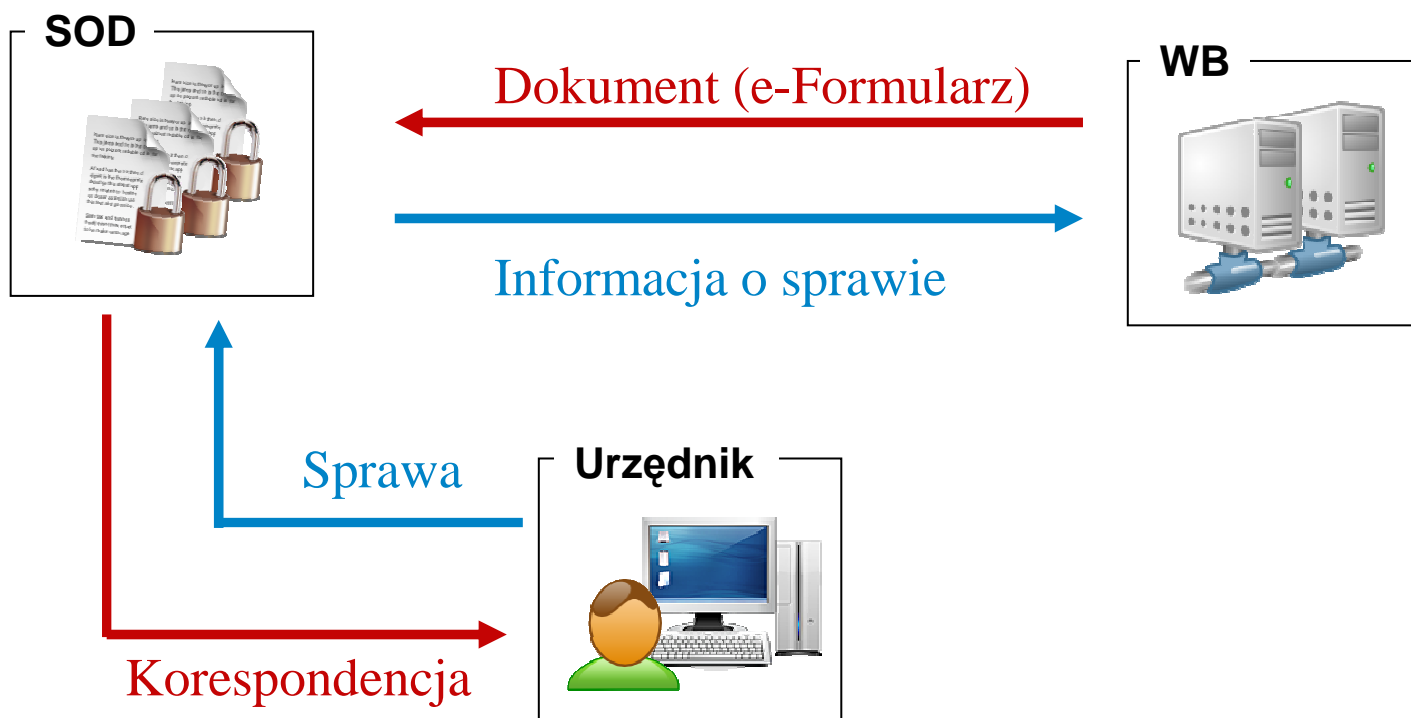 SOD
WB
Dokument (e-Formularz)
Informacja o sprawie
Sprawa
Urzędnik
Korespondencja